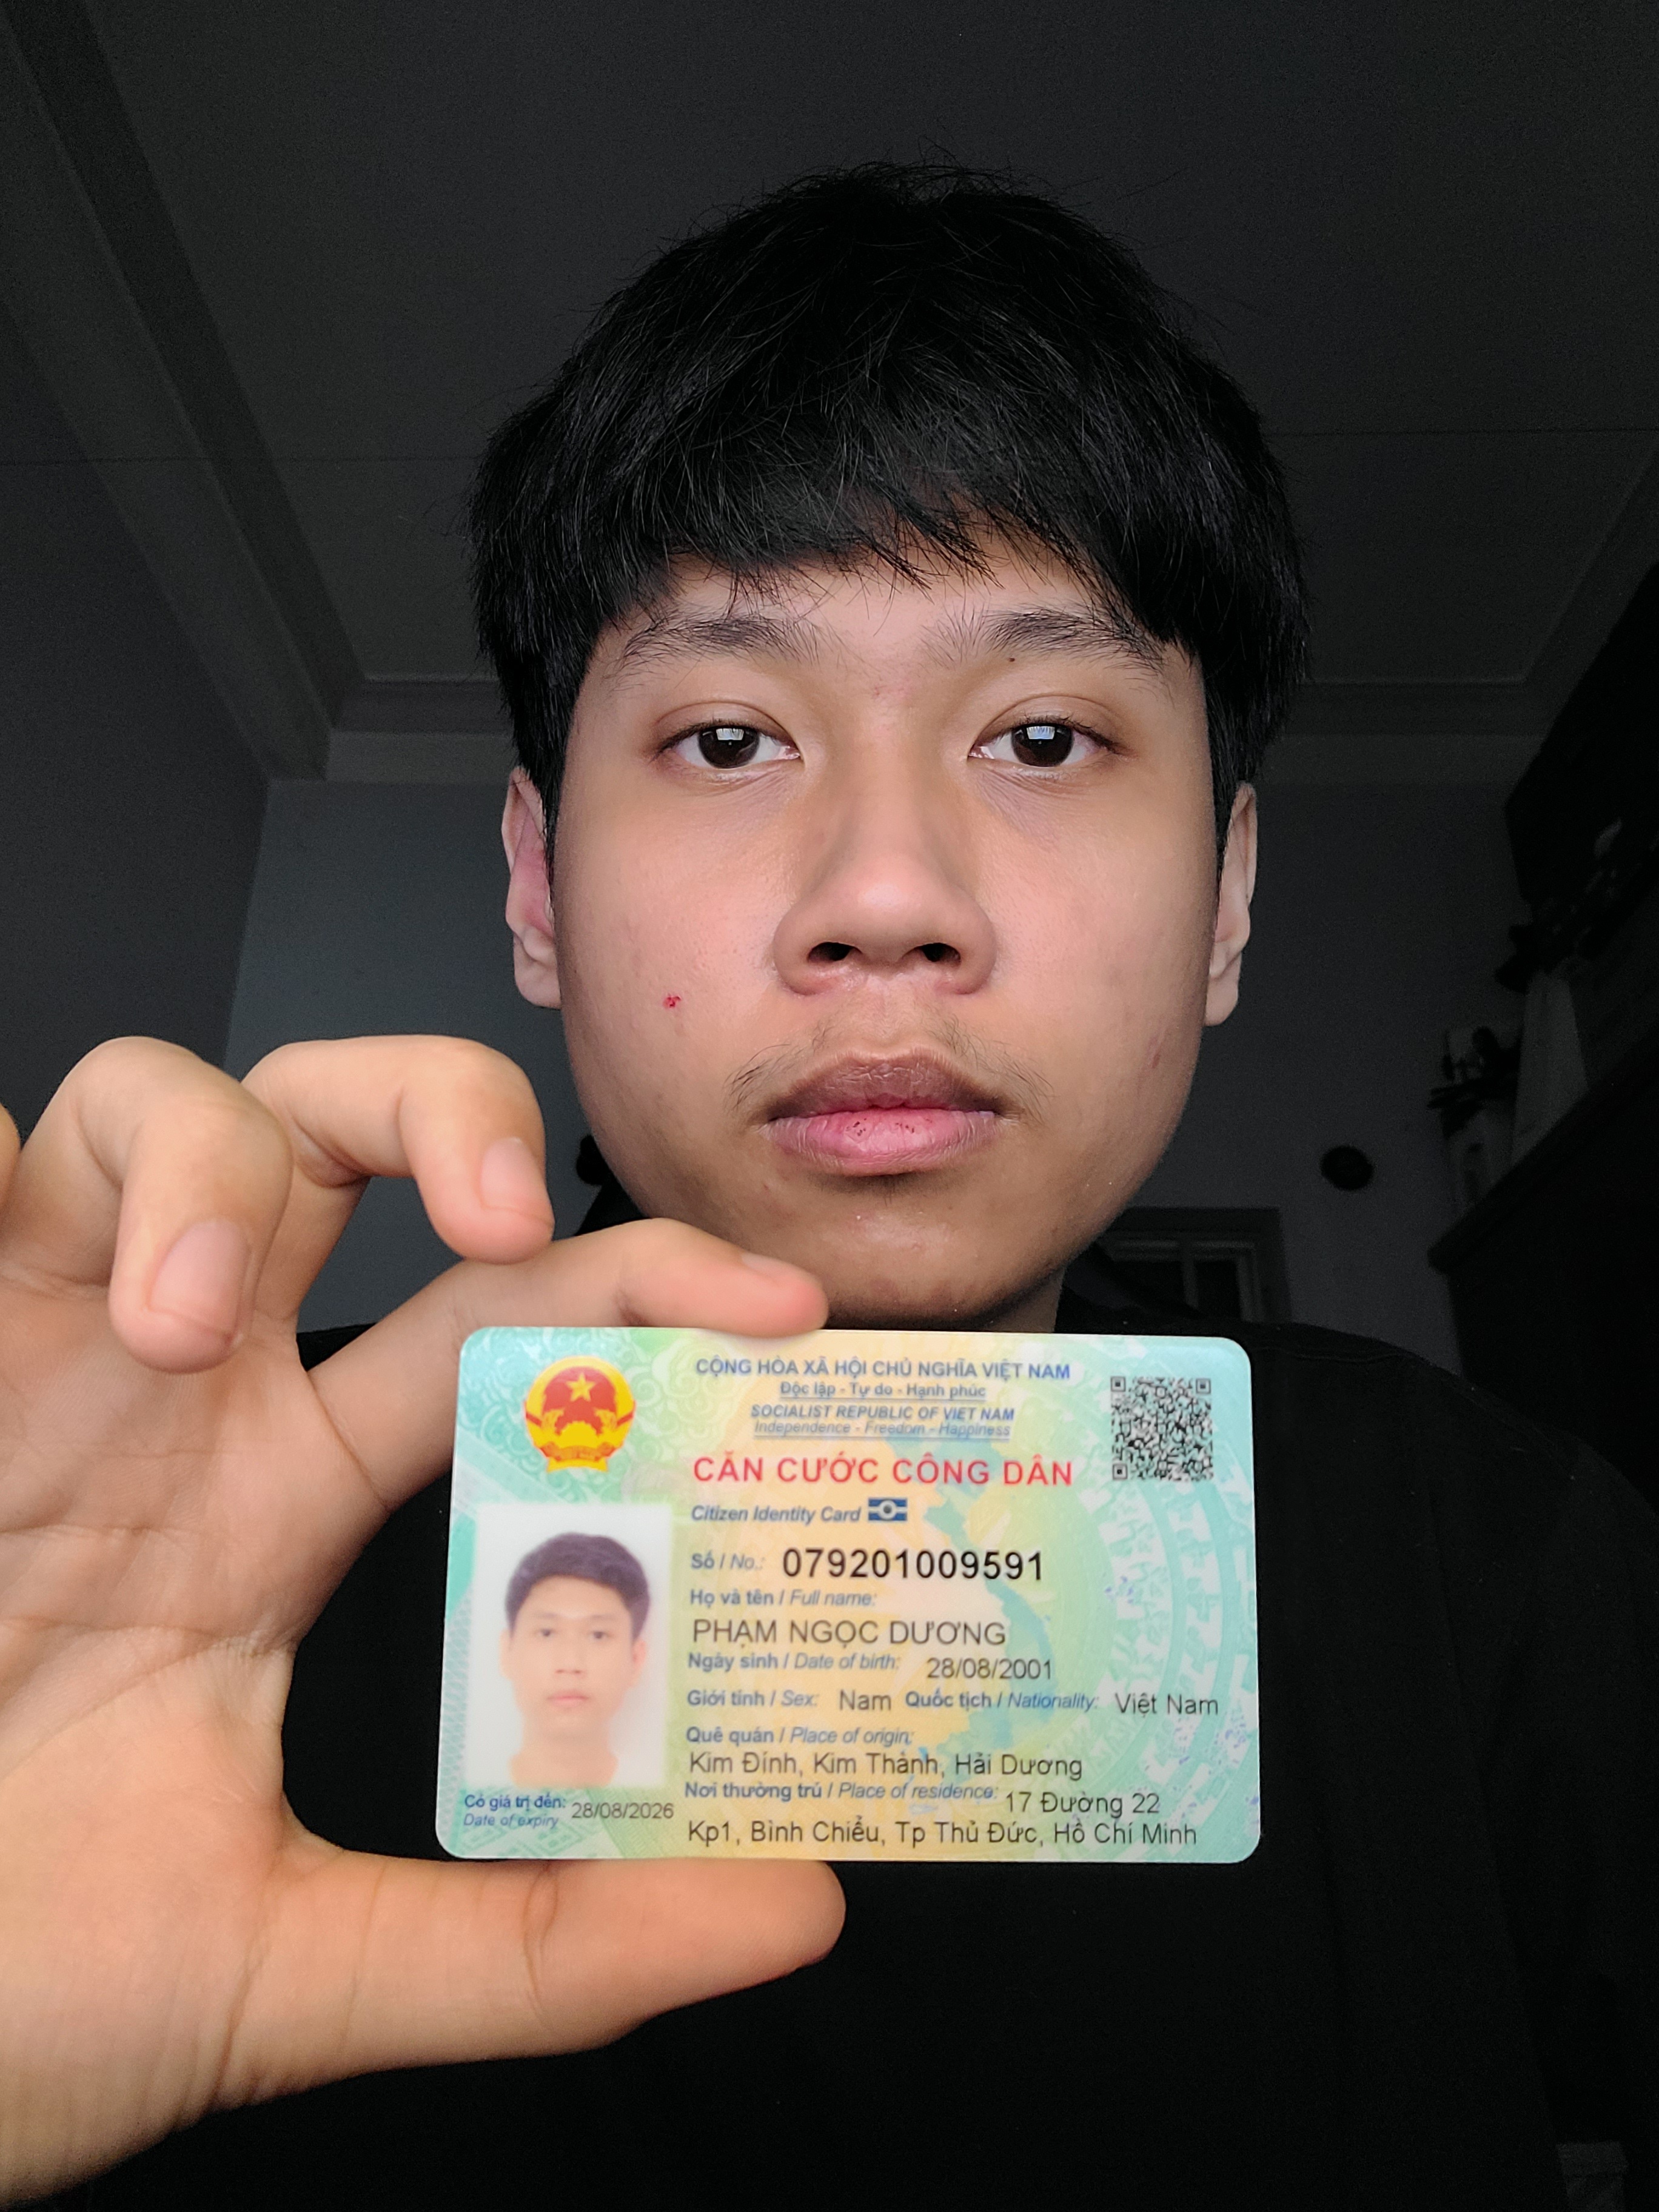 CỘNG HÒA XÃ HỘI CHỦ NGHĨA VIỆT NAM
Độc lập - Tự do - Hạnh phúc
SOCIALIST REPUBLIC OF VIET NAM
Independence - Freedom - Happiness
CĂN CƯỚC CÔNG DÂN
Citizen Identity Card
Số / No.: 079201009591
Họ và tên / Full name:
PHẠM NGỌC DƯƠNG
Ngày sinh / Date of birth: 28/08/2001
Giới tính / Sex: Nam Quốc tịch / Nationality: Việt Nam
Quê quán / Place of origin:
Kim Đính, Kim Thành, Hải Dương
Nơi thường trú / Place of residence: 17 Đường 22
Kp1, Bình Chiểu, Tp Thủ Đức, Hồ Chí Minh
Có giá trị đến: 28/08/2026
Date of expiry